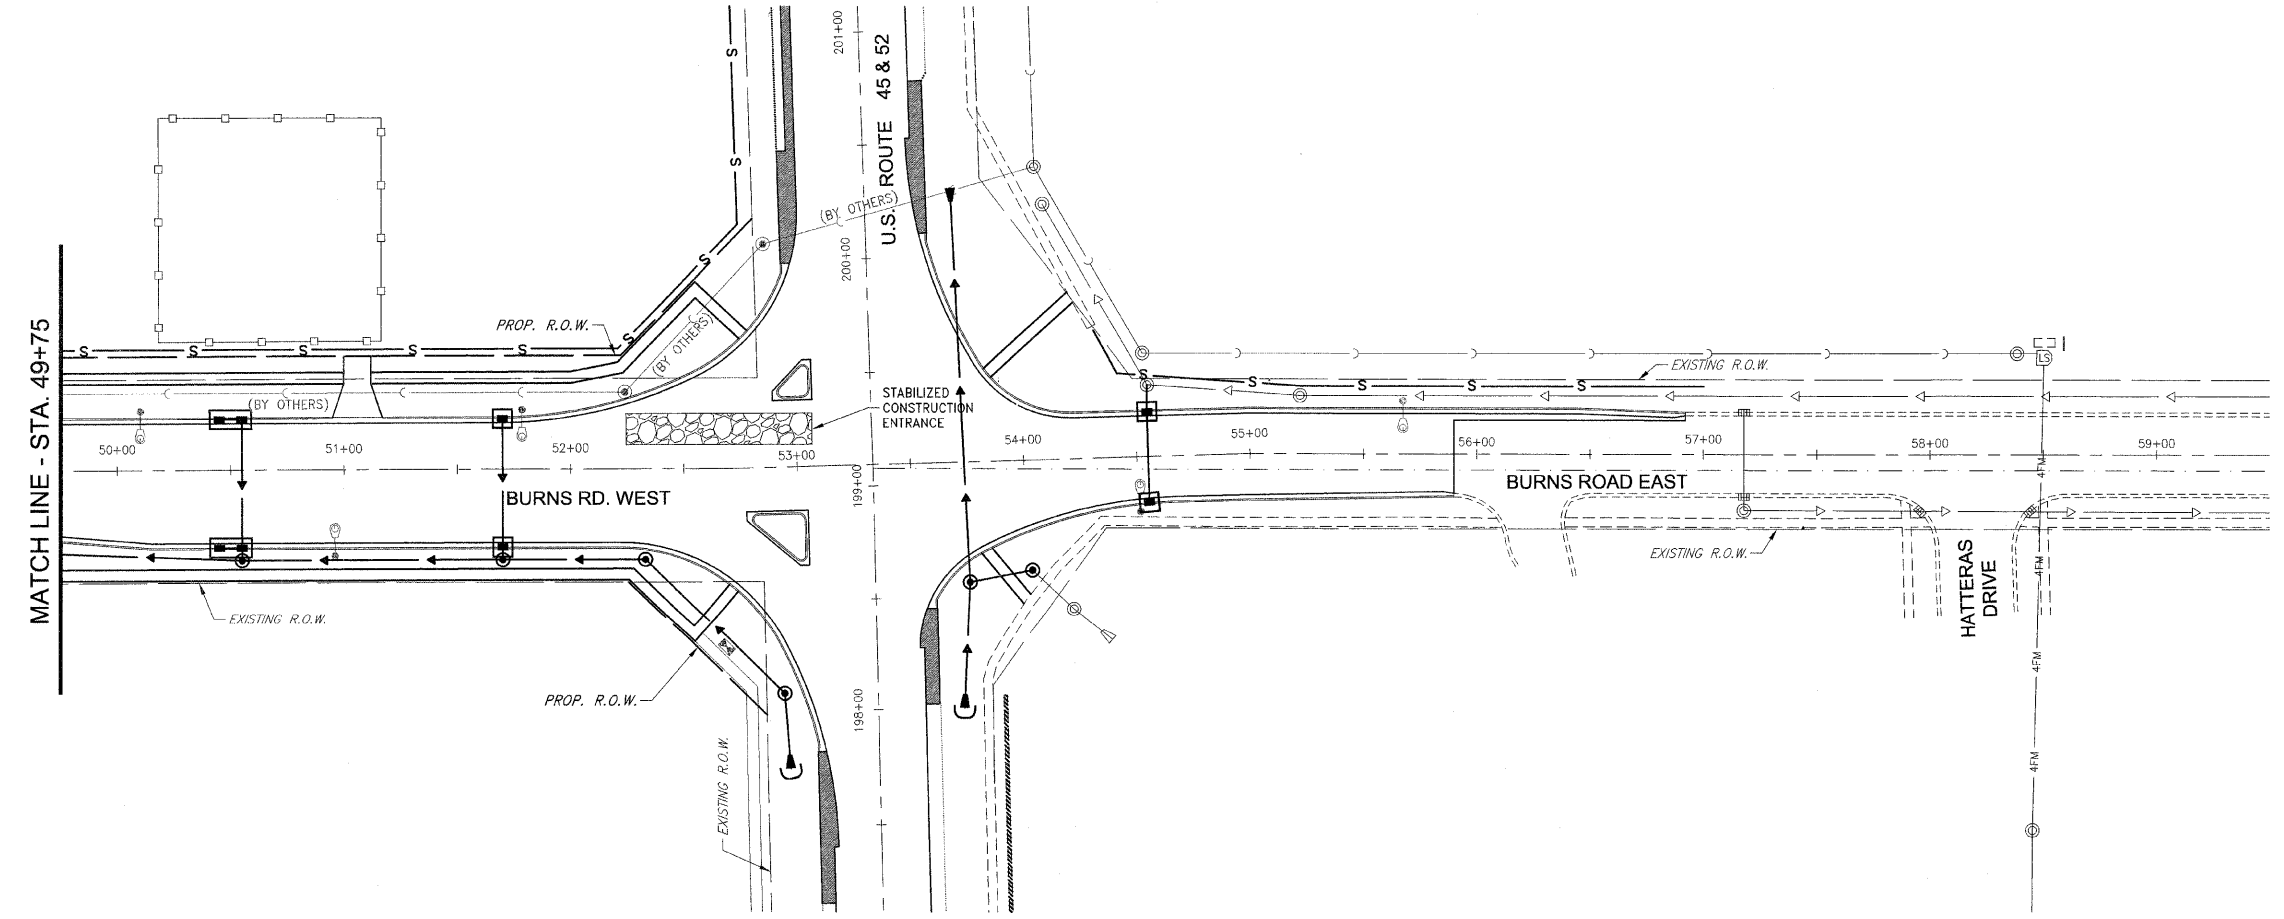 MATCH LINE - STA. 49+75
201+00
U.S. ROUTE 45 & 52
(BY OTHERS)
200+00
S
S
S
S
PROP. R.O.W.
(BY OTHERS)
S
S
S
S
S
(BY OTHERS)
STABILIZED
CONSTRUCTION
ENTRANCE
EXISTING R.O.W.
LS
S
S
S
S
S
50+00
51+00
52+00
53+00
54+00
55+00
56+00
57+00
58+00
59+00
199+00
BURNS RD. WEST
BURNS ROAD EAST
4FM
EXISTING R.O.W.
EXISTING R.O.W.
HATTERAS
DRIVE
4FM
4FM
4FM
PROP. R.O.W.
198+00
EXISTING R.O.W.